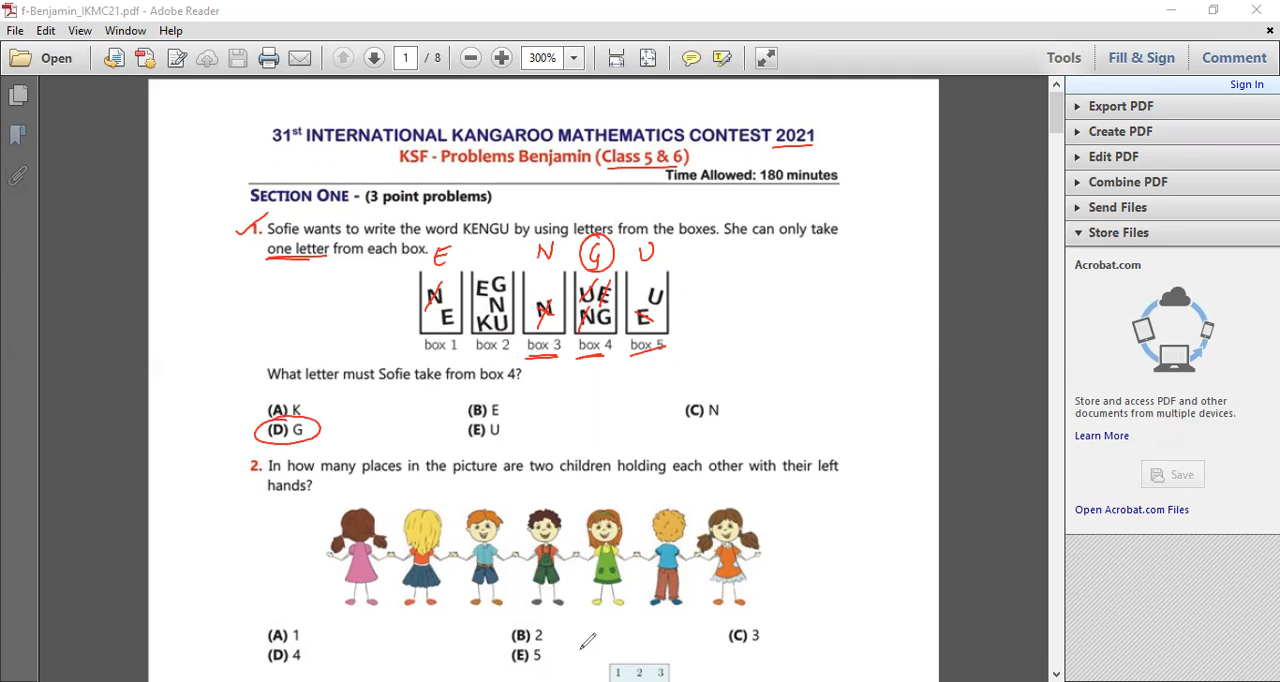 f-Benjamin_IKMC21.pdf - Adobe Reader
File Edit View Window Help
Open 1 / 8 300% Tools Fill & Sign Comment
Sign In
Export PDF
Create PDF
Edit PDF
Combine PDF
Send Files
Store Files
Acrobat.com
Store and access PDF and other
documents from multiple devices.
Learn More
Save
Open Acrobat.com Files
31st INTERNATIONAL KANGAROO MATHEMATICS CONTEST 2021
KSF - Problems Benjamin (Class 5 & 6)
Time Allowed: 180 minutes
SECTION ONE - (3 point problems)
1. Sofie wants to write the word KENGU by using letters from the boxes. She can only take
one letter from each box.
E N G U
N E
EG N KU
N
UE NG
U E
box 1 box 2 box 3 box 4 box 5
What letter must Sofie take from box 4?
(A) K (B) E (C) N
(D) G (E) U
2. In how many places in the picture are two children holding each other with their left
hands?
(A) 1 (B) 2 (C) 3
(D) 4 (E) 5
1 2 3